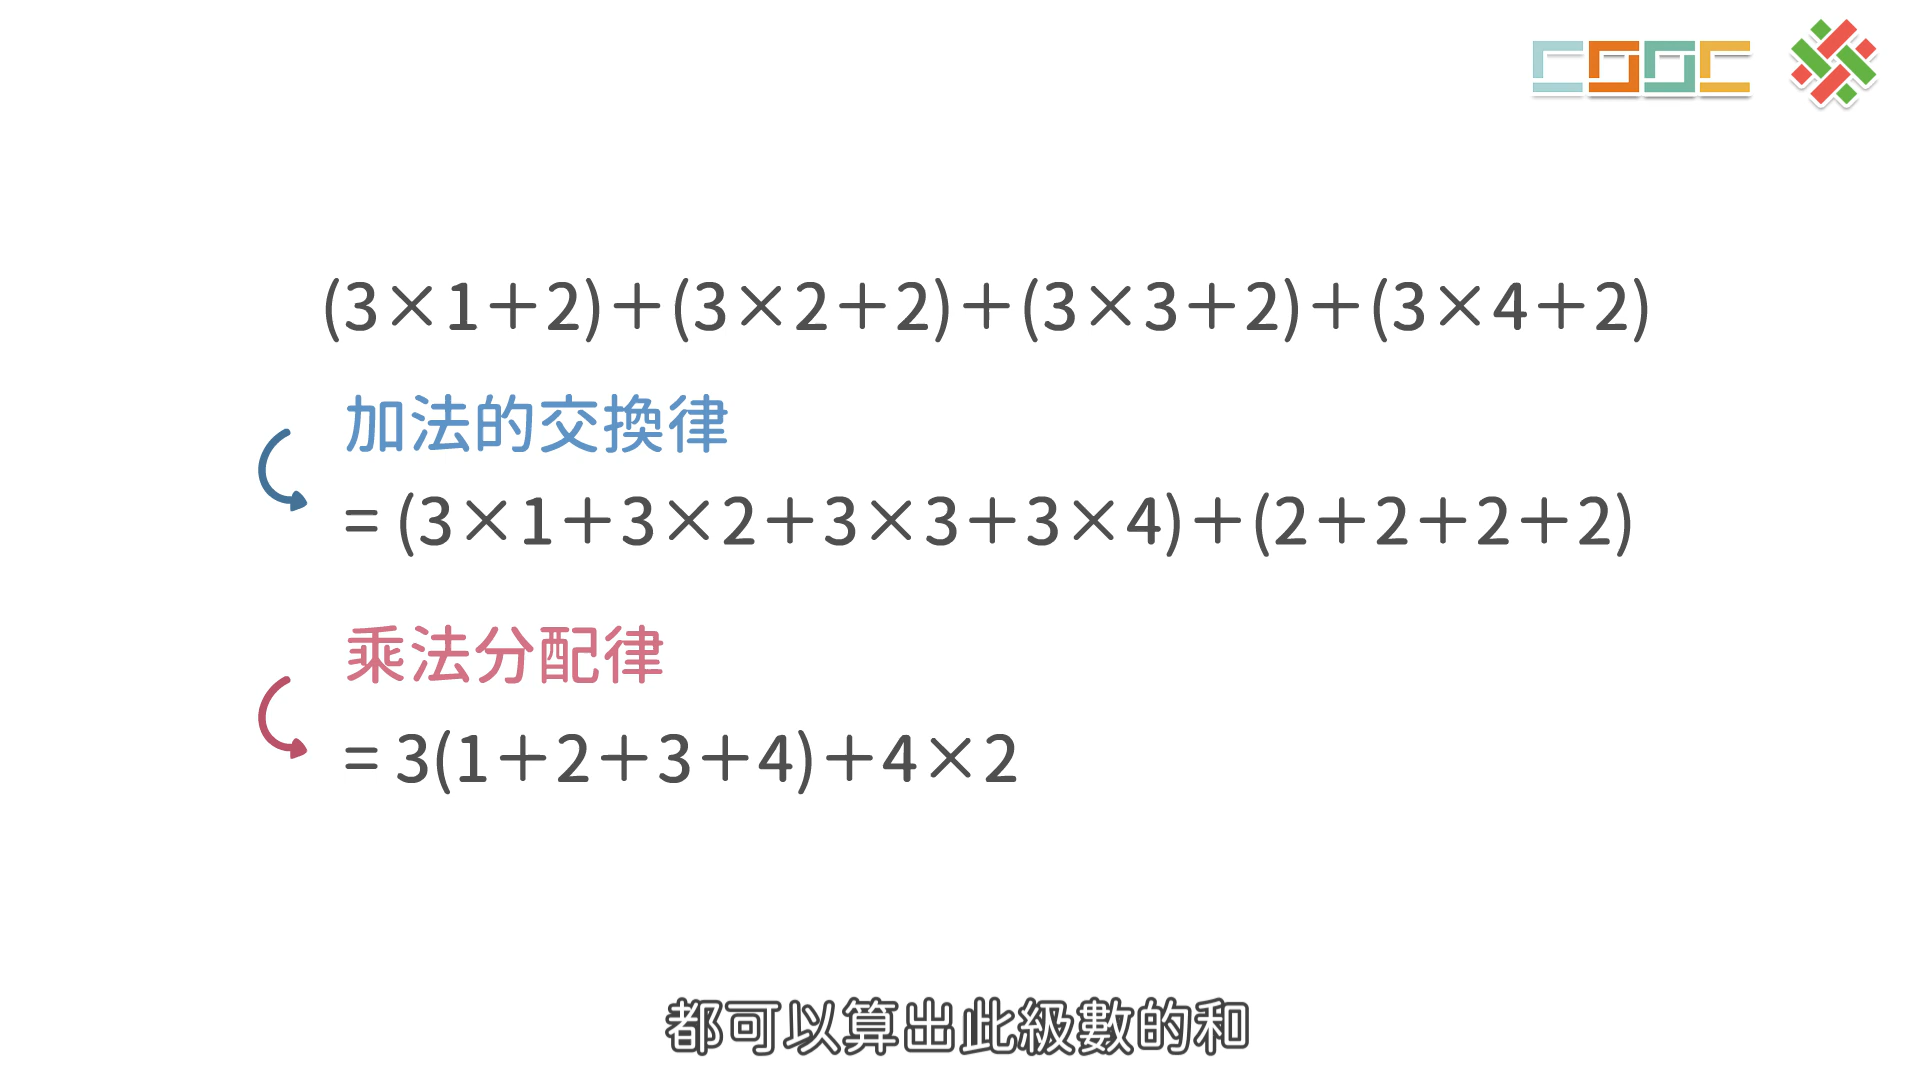 (3×1+2)+(3×2+2)+(3×3+2)+(3×4+2)
加法的交換律
= (3×1+3×2+3×3+3×4)+(2+2+2+2)
乘法分配律
= 3(1+2+3+4)+4×2
都可以算出此級數的和